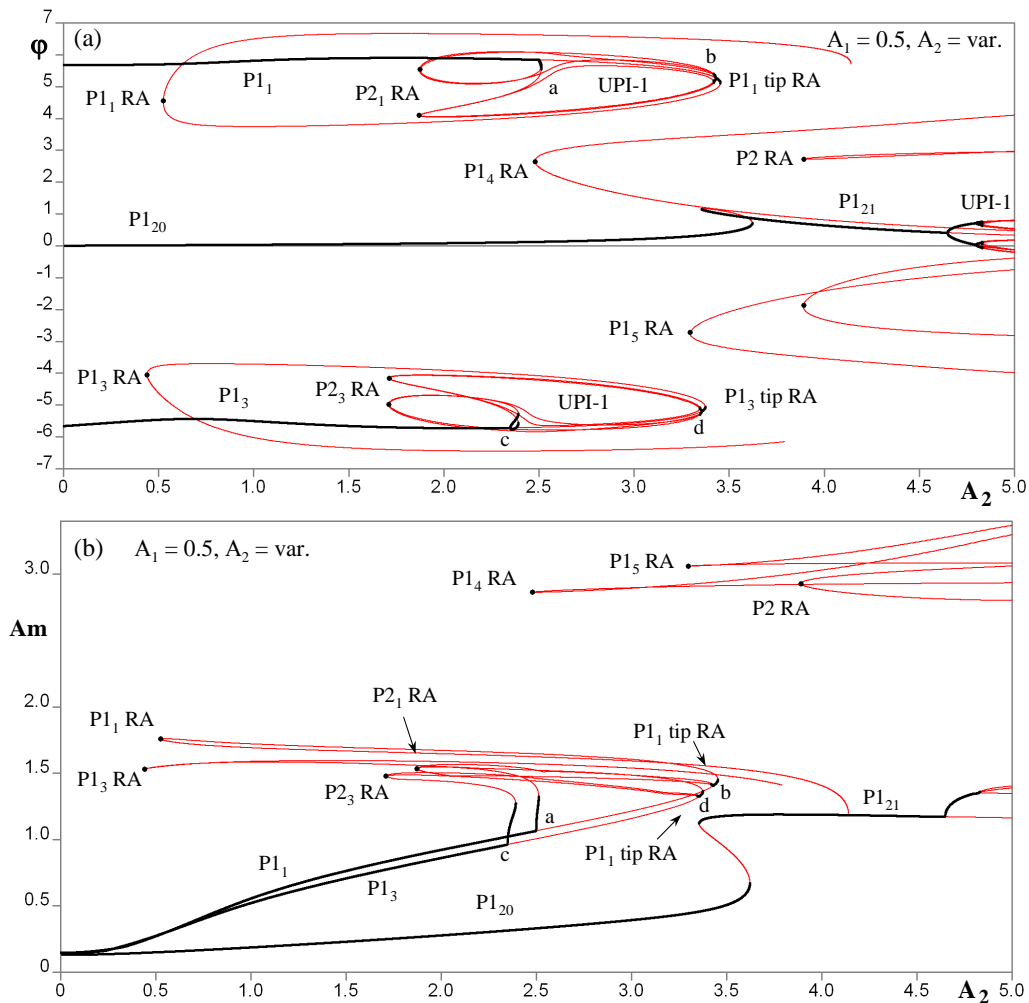 7
(a)
φ
A₁ = 0.5, A₂ = var.
6
b
P1₁
P2₁ RA
a
UPI-1
P1₁ tip RA
5
P1₁ RA
4
3
P1₄ RA
P2 RA
2
P1₂₀
P1₂₁
UPI-1
1
0
-1
-2
P1₅ RA
-3
-4
P1₃ RA
P1₃
P2₃ RA
UPI-1
P1₃ tip RA
-5
-6
c
d
-7
0 0.5 1.0 1.5 2.0 2.5 3.0 3.5 4.0 4.5 5.0
A₂
(b)
A₁ = 0.5, A₂ = var.
3.0
P1₄ RA
P1₅ RA
P2 RA
Am
2.0
P1₁ RA
P2₁ RA
P1₁ tip RA
1.5
P1₃ RA
P2₃ RA
b
d
P1₂₁
a
1.0
c
P1₁ tip RA
P1₁
P1₃
P1₂₀
0.5
0
0 0.5 1.0 1.5 2.0 2.5 3.0 3.5 4.0 4.5 5.0
A₂